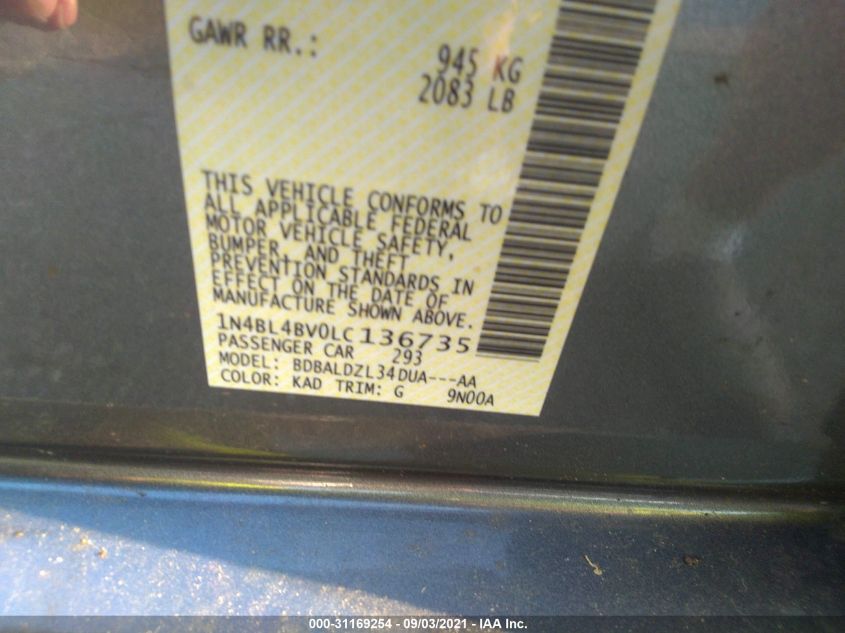 GAWR RR.:
945 KG
2083 LB
THIS VEHICLE CONFORMS TO
ALL APPLICABLE FEDERAL
MOTOR VEHICLE SAFETY,
BUMPER, AND THEFT
PREVENTION STANDARDS IN
EFFECT ON THE DATE OF
MANUFACTURE SHOWN ABOVE.
1N4BL4BV0LC136735
PASSENGER CAR 293
MODEL: BDBALDZL34DUA---AA
COLOR: KAD TRIM: G 9N00A
000-31169254 - 09/03/2021 - IAA Inc.